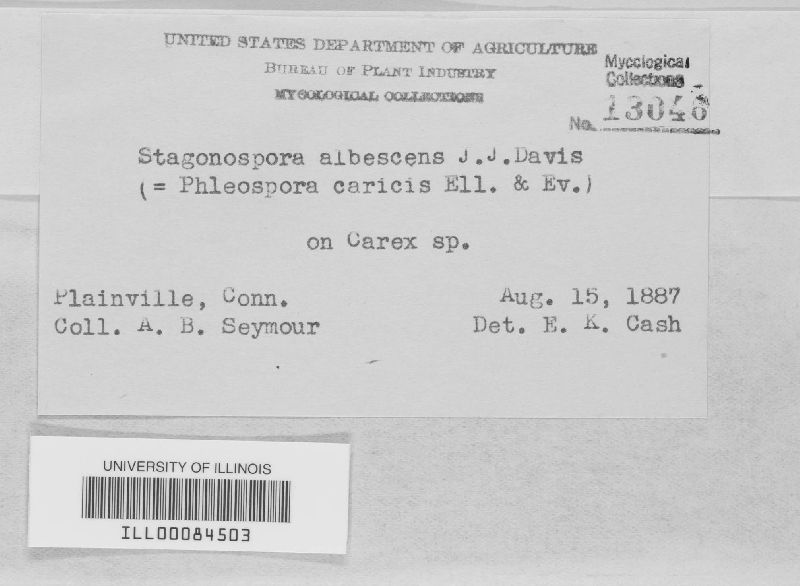 UNITED STATES DEPARTMENT OF AGRICULTURE
BUREAU OF PLANT INDUSTRY
MYCOLOGICAL COLLECTIONS
Mycological
Collections
No. 13046
Stagonospora albescens J.J.Davis
(= Phleospora caricis Ell. & Ev.)
on Carex sp.
Plainville, Conn. Aug. 15, 1887
Coll. A. B. Seymour Det. E. K. Cash
UNIVERSITY OF ILLINOIS
ILL00084503